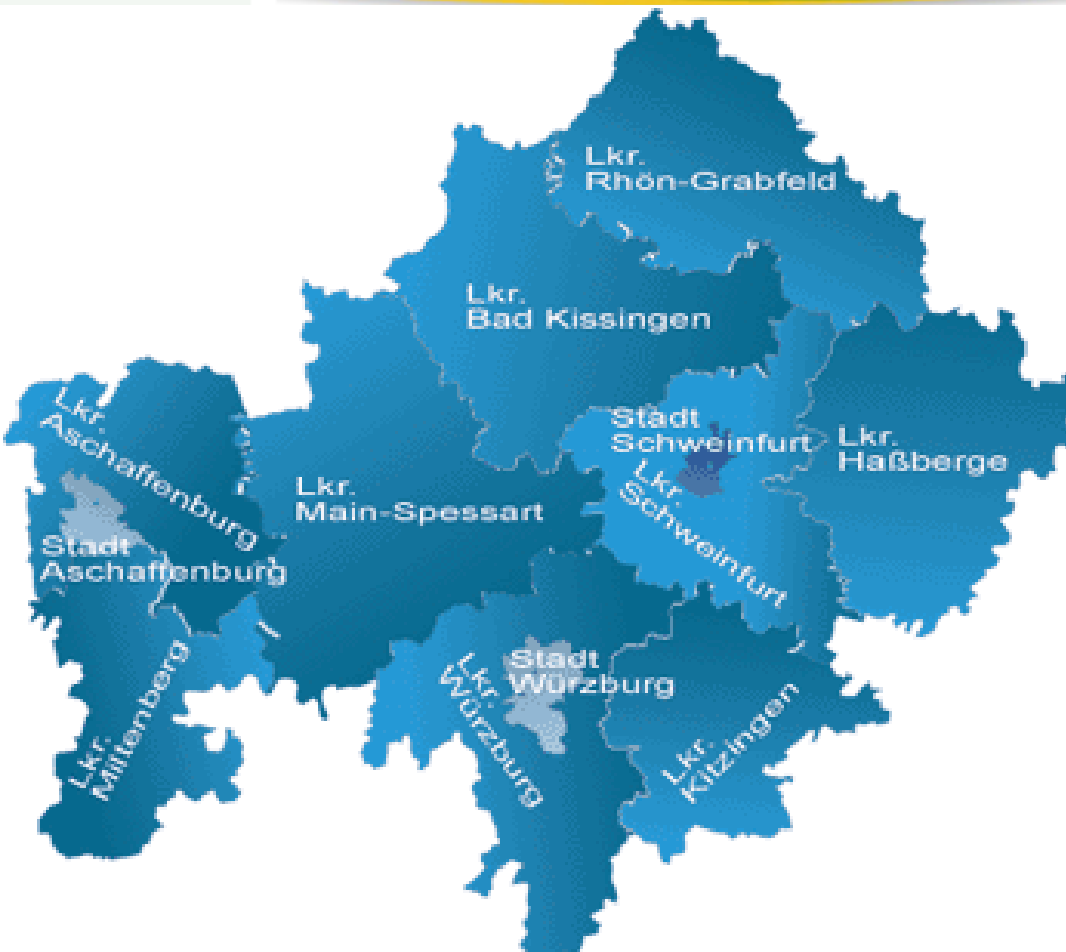 Lkr.
Rhön-Grabfeld
Lkr.
Bad Kissingen
Lkr.
Aschaffenburg
Stadt
Schweinfurt
Lkr.
Haßberge
Lkr.
Main-Spessart
Lkr.
Schweinfurt
Stadt
Aschaffenburg
Lkr.
Miltenberg
Lkr.
Würzburg
Stadt
Würzburg
Lkr.
Kitzingen